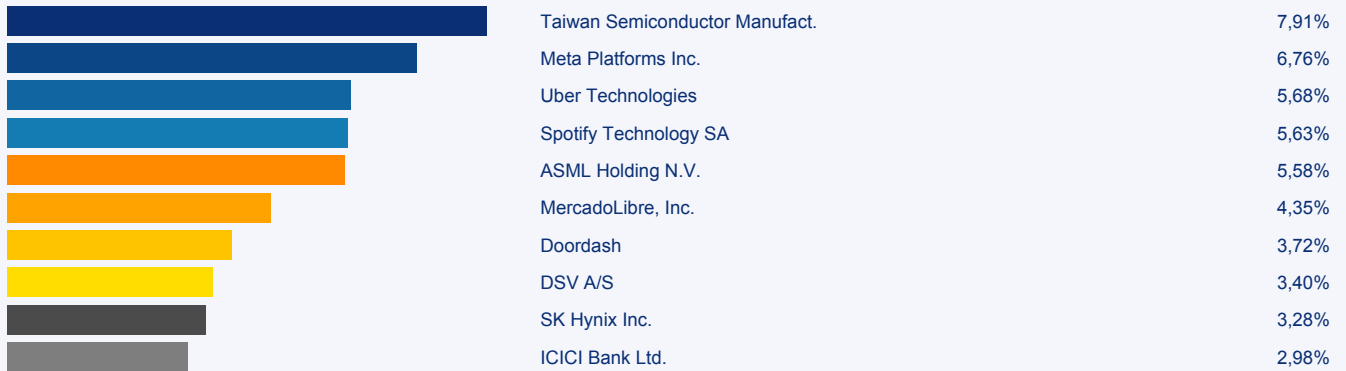 Taiwan Semiconductor Manufact. 7,91%
Meta Platforms Inc. 6,76%
Uber Technologies 5,68%
Spotify Technology SA 5,63%
ASML Holding N.V. 5,58%
MercadoLibre, Inc. 4,35%
Doordash 3,72%
DSV A/S 3,40%
SK Hynix Inc. 3,28%
ICICI Bank Ltd. 2,98%